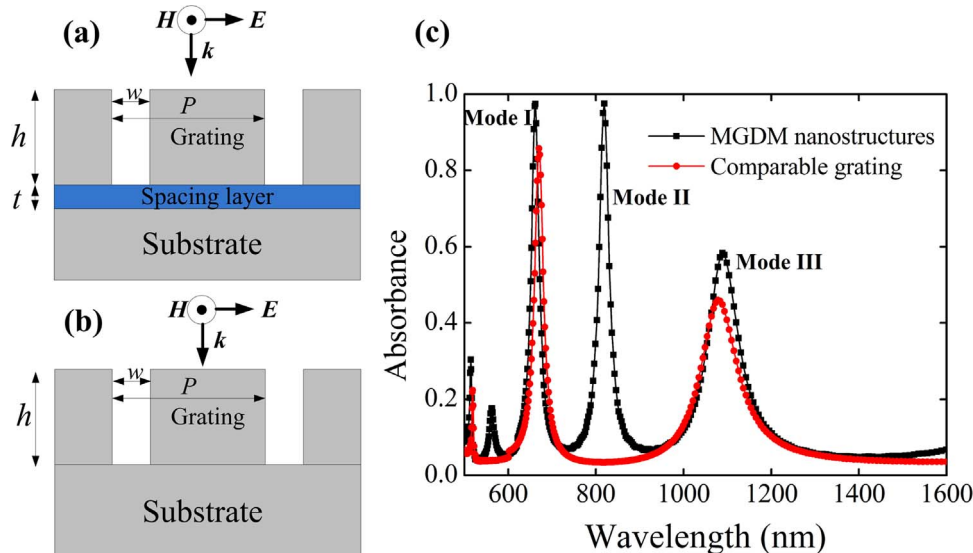 (a)
H E
k
w
P
Grating
h
t
Spacing layer
Substrate
(b)
H E
k
w
P
Grating
h
Substrate
(c)
1.0
0.8
0.6
0.4
0.2
0.0
Absorbance
Mode I
Mode II
Mode III
MGDM nanostructures
Comparable grating
600 800 1000 1200 1400 1600
Wavelength (nm)